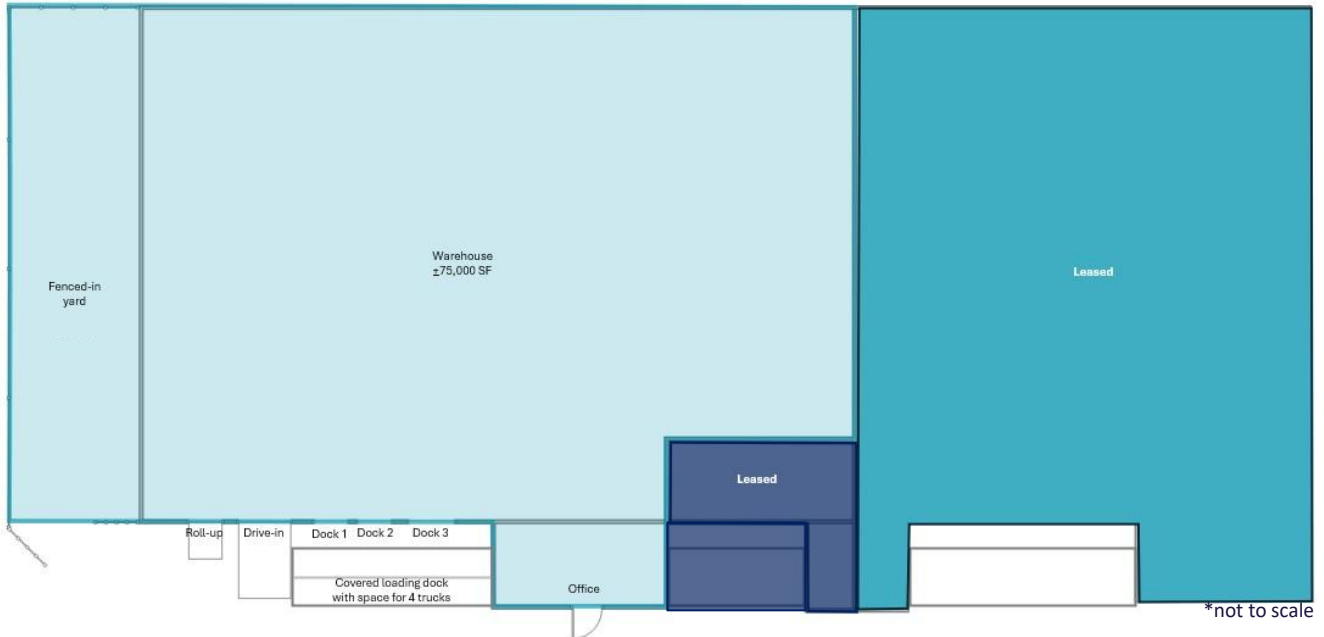 Warehouse
±75,000 SF
Leased
Fenced-in
yard
Leased
Roll-up
Drive-in
Dock 1
Dock 2
Dock 3
Covered loading dock
with space for 4 trucks
Office
*not to scale